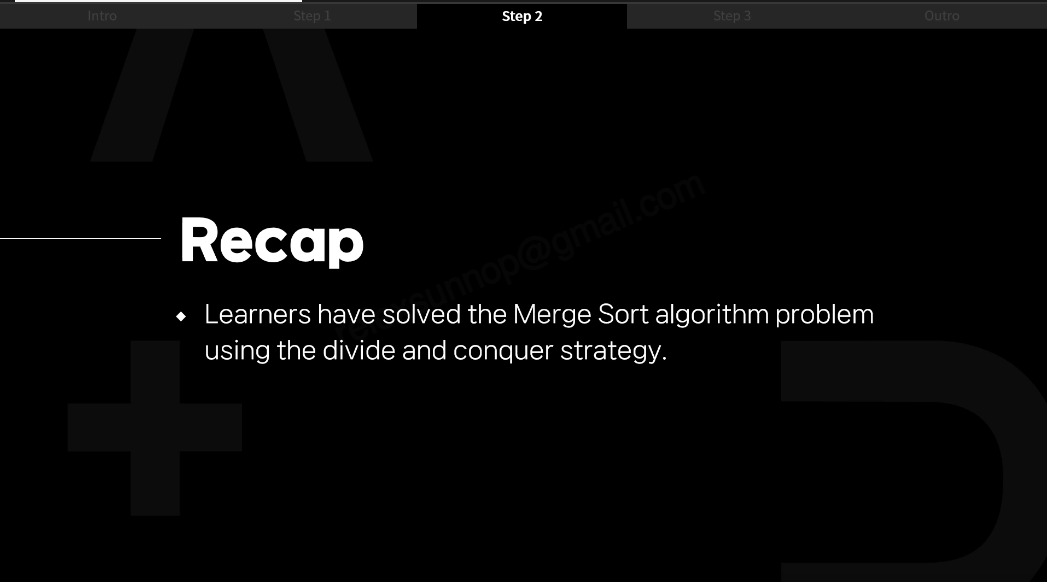 Intro Step 1 Step 2 Step 3 Outro
Recap
Learners have solved the Merge Sort algorithm problem
using the divide and conquer strategy.